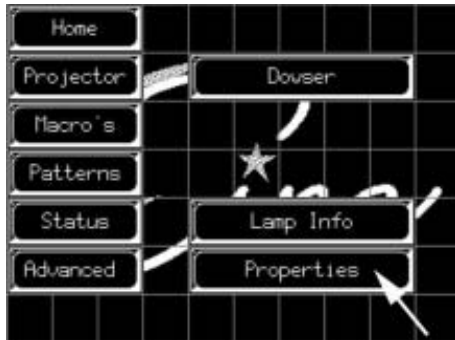 Home
Projector
Dowser
Macro's
Patterns
Status
Lamp Info
Advanced
Properties